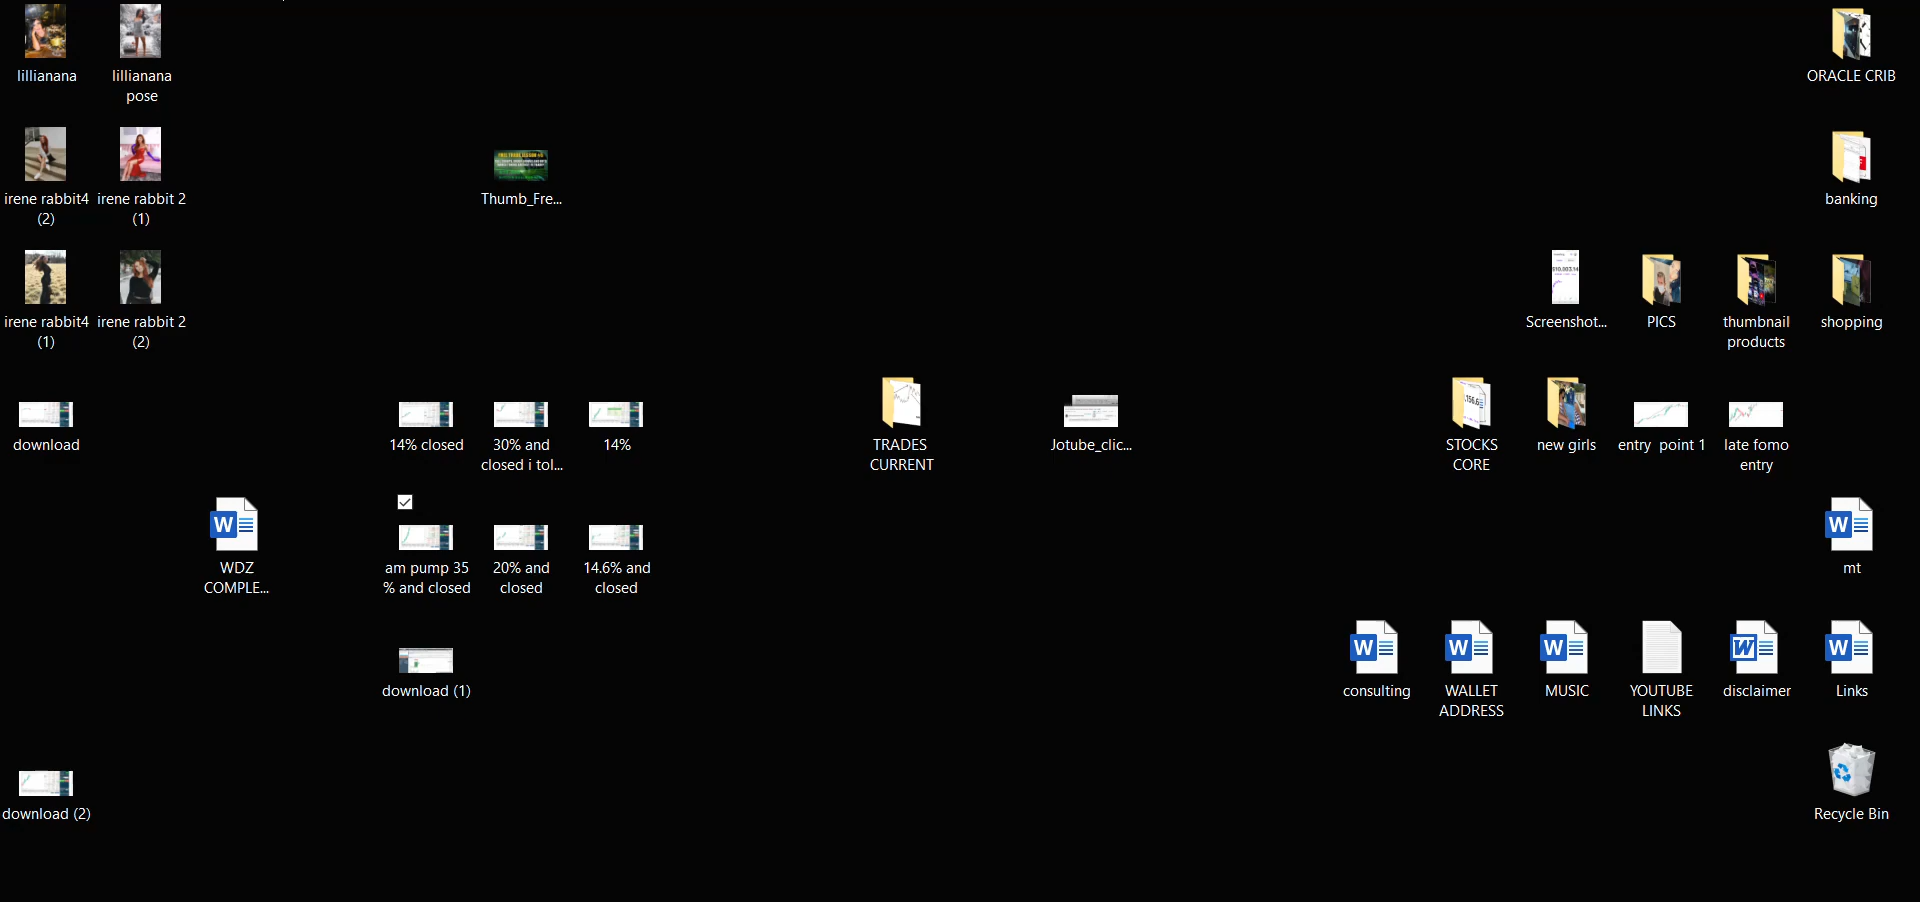 lillianana
lillianana
pose
ORACLE CRIB
irene rabbit4
(2)
irene rabbit 2
(1)
Thumb_Fre...
banking
irene rabbit4
(1)
irene rabbit 2
(2)
Screenshot...
PICS
thumbnail
products
shopping
download
14% closed
30% and
closed i tol...
14%
TRADES
CURRENT
Jotube_clic...
STOCKS
CORE
new girls
entry  point 1
late fomo
entry
WDZ
COMPLE...
am pump 35
% and closed
20% and
closed
14.6% and
closed
mt
download (1)
consulting
WALLET
ADDRESS
MUSIC
YOUTUBE
LINKS
disclaimer
Links
download (2)
Recycle Bin